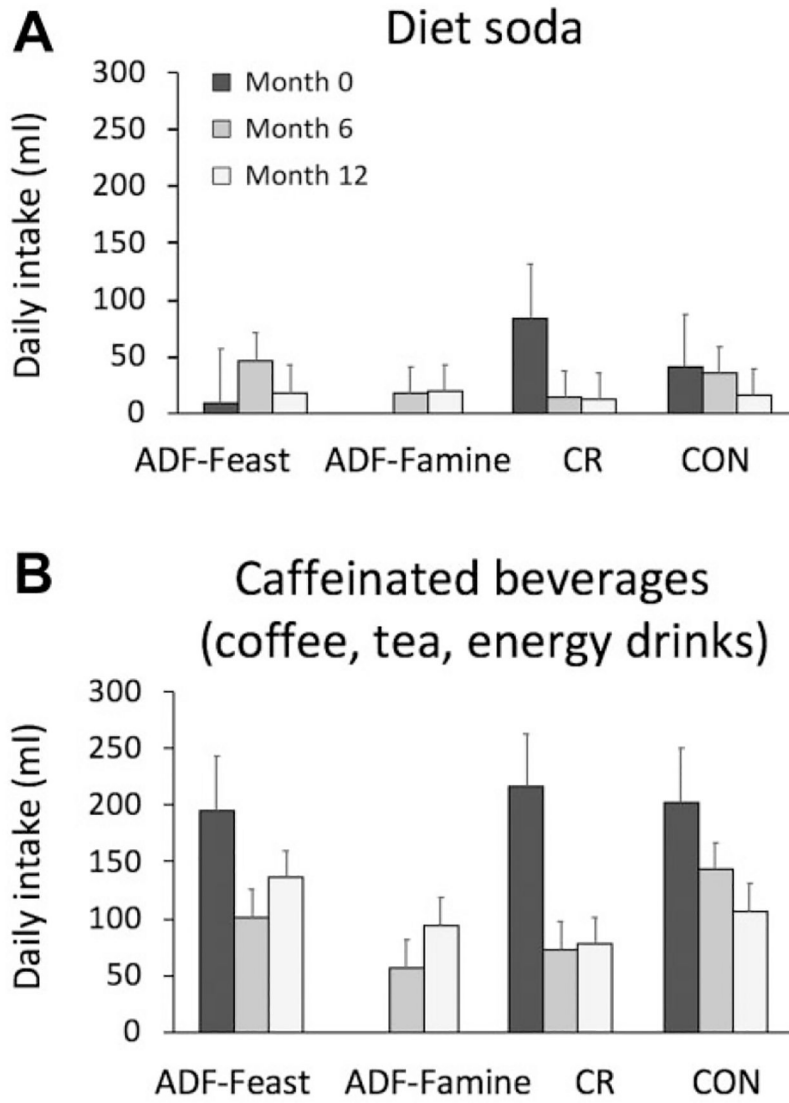 A
Diet soda
Daily intake (ml)
300
250
200
150
100
50
0
Month 0
Month 6
Month 12
ADF-Feast ADF-Famine CR CON
B
Caffeinated beverages
(coffee, tea, energy drinks)
Daily intake (ml)
300
250
200
150
100
50
0
ADF-Feast ADF-Famine CR CON